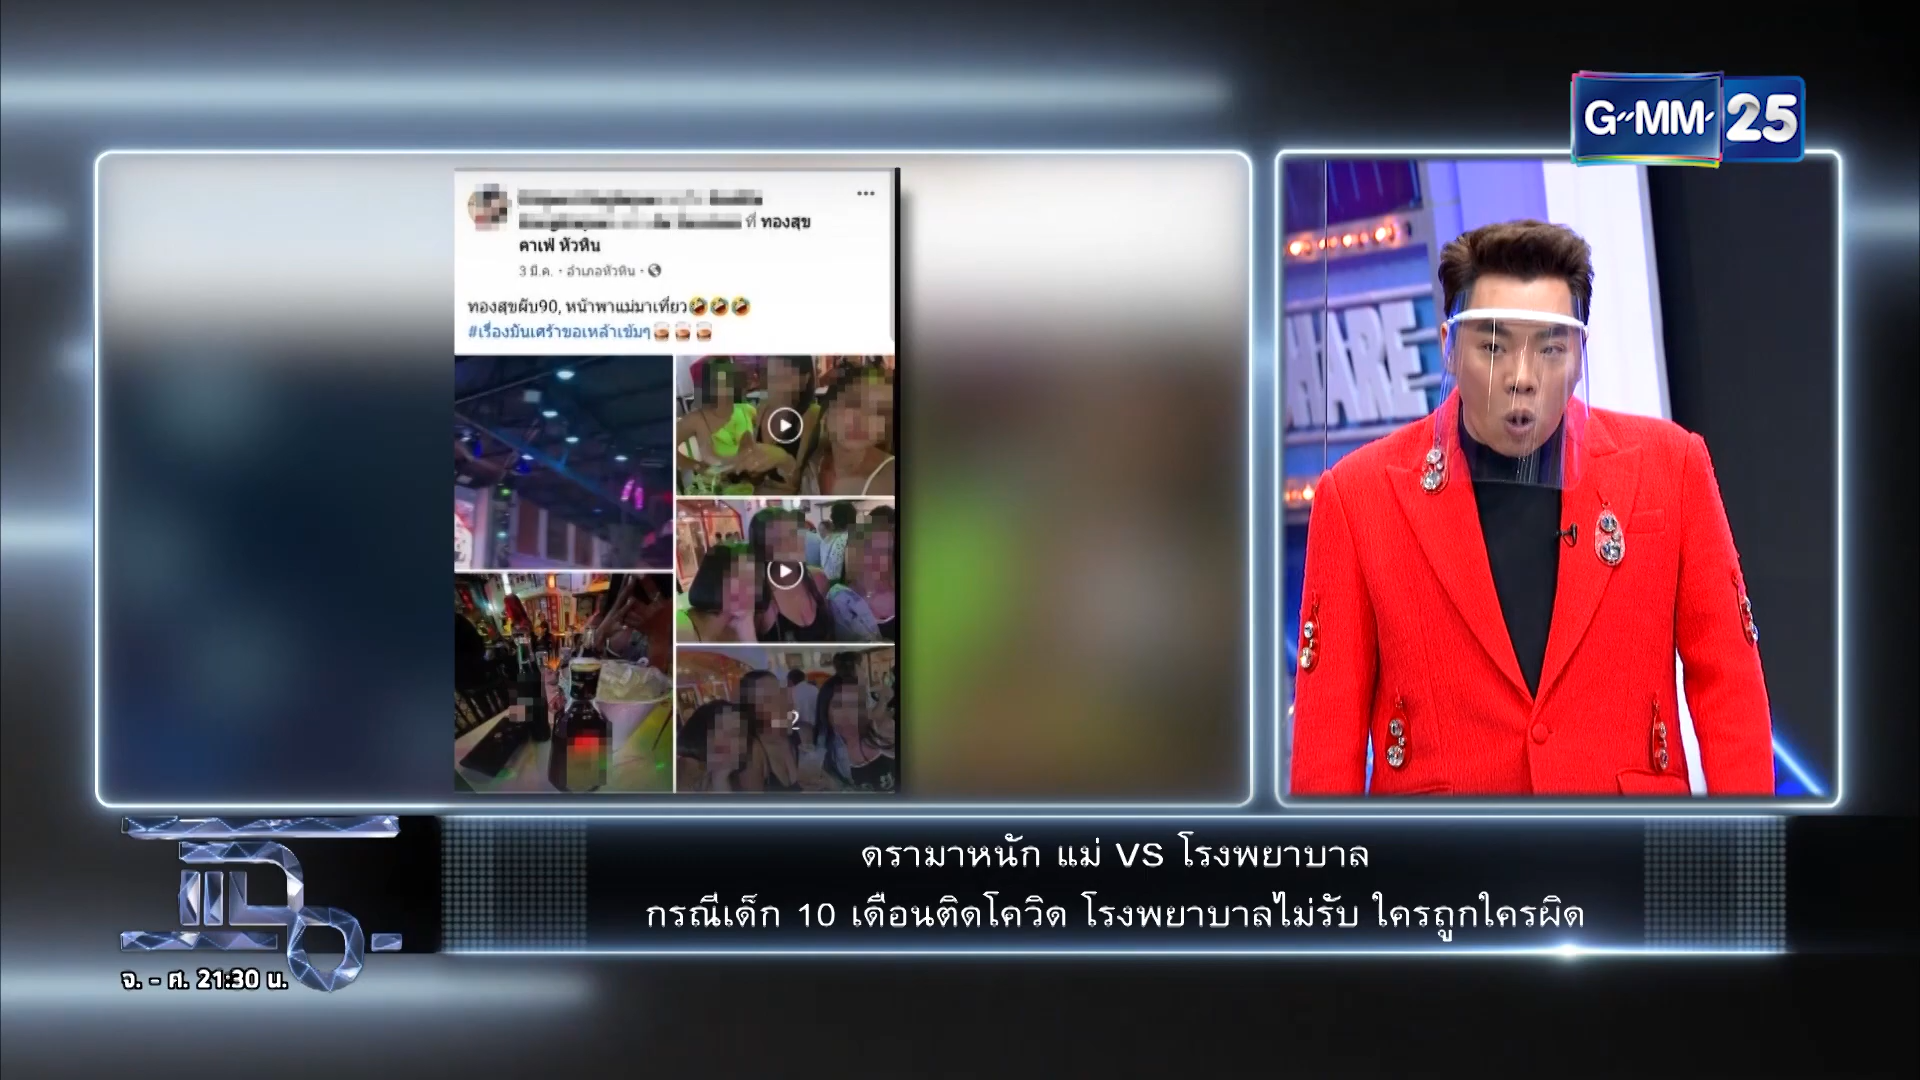 G-MM 25
ที่ ทองสุข
คาเฟ่ หัวหิน
3 มี.ค. · อำเภอหัวหิน ·
ทองสุขผับ90, หน้าพาแม่มาเที่ยว
#เรื่องมันเศร้าขอเหล้าเข้มๆ
HARE
2
แฉ.
จ. - ศ. 21:30 น.
ดรามาหนัก แม่ VS โรงพยาบาล
กรณีเด็ก 10 เดือนติดโควิด โรงพยาบาลไม่รับ ใครถูกใครผิด